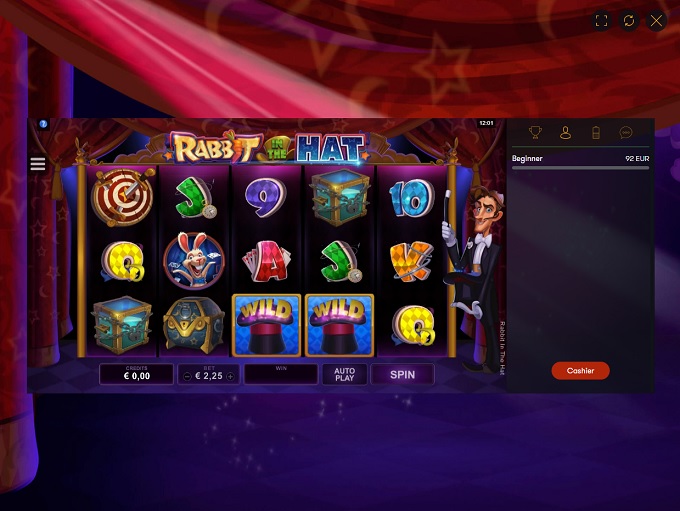 12:01
RABBIT IN THE HAT
Beginner 92 EUR
J 9 10
Q A J K
WILD WILD Q
Rabbit In The Hat
CREDITS BET WIN
€ 0,00 € 2,25 AUTO PLAY SPIN
Cashier